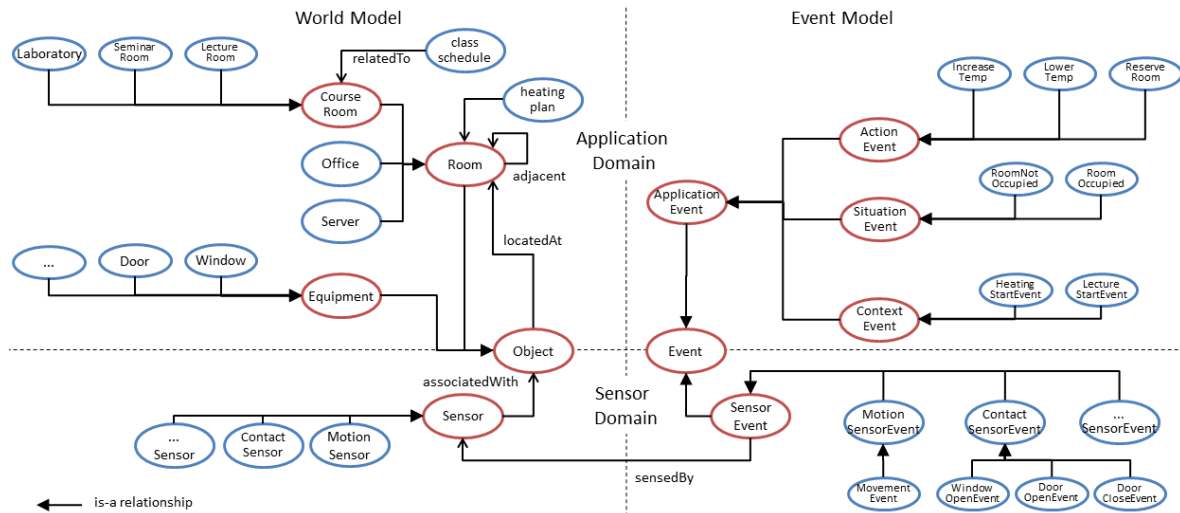 World Model
Event Model
Laboratory
Seminar
Room
Lecture
Room
relatedTo
class
schedule
Course
Room
heating
plan
Office
Room
adjacent
Server
locatedAt
...
Door
Window
Equipment
Object
associatedWith
Sensor
...
Sensor
Contact
Sensor
Motion
Sensor
is-a relationship
Application
Domain
Sensor
Domain
sensedBy
Increase
Temp
Lower
Temp
Reserve
Room
Action
Event
RoomNot
Occupied
Room
Occupied
Application
Event
Situation
Event
Heating
StartEvent
Lecture
StartEvent
Context
Event
Event
Sensor
Event
Motion
SensorEvent
Contact
SensorEvent
...
SensorEvent
Movement
Event
Window
OpenEvent
Door
OpenEvent
Door
CloseEvent